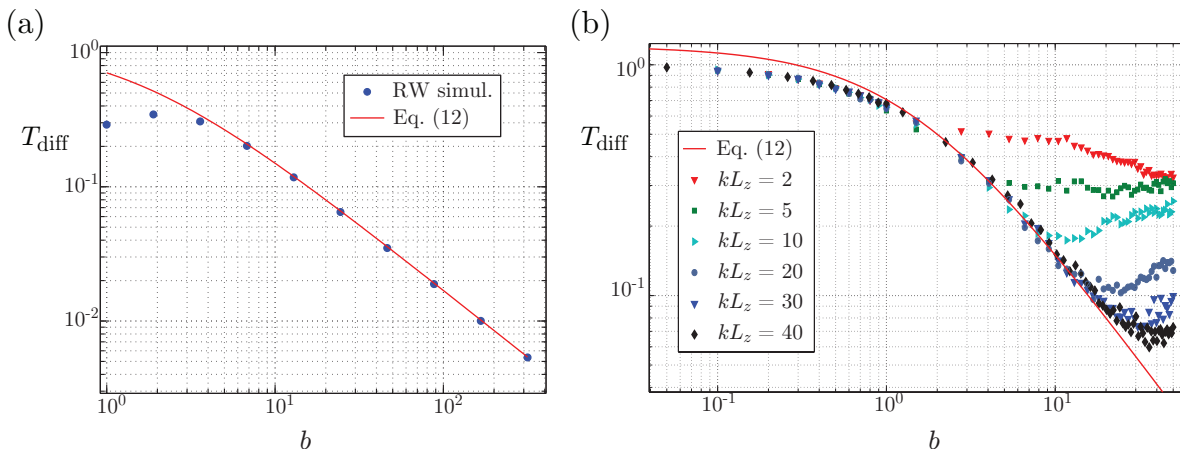 (a)
10^0
10^{-1}
10^{-2}
T_diff
RW simul.
Eq. (12)
10^0
10^1
10^2
b
(b)
10^0
10^{-1}
T_diff
Eq. (12)
kL_z = 2
kL_z = 5
kL_z = 10
kL_z = 20
kL_z = 30
kL_z = 40
10^{-1}
10^0
10^1
b